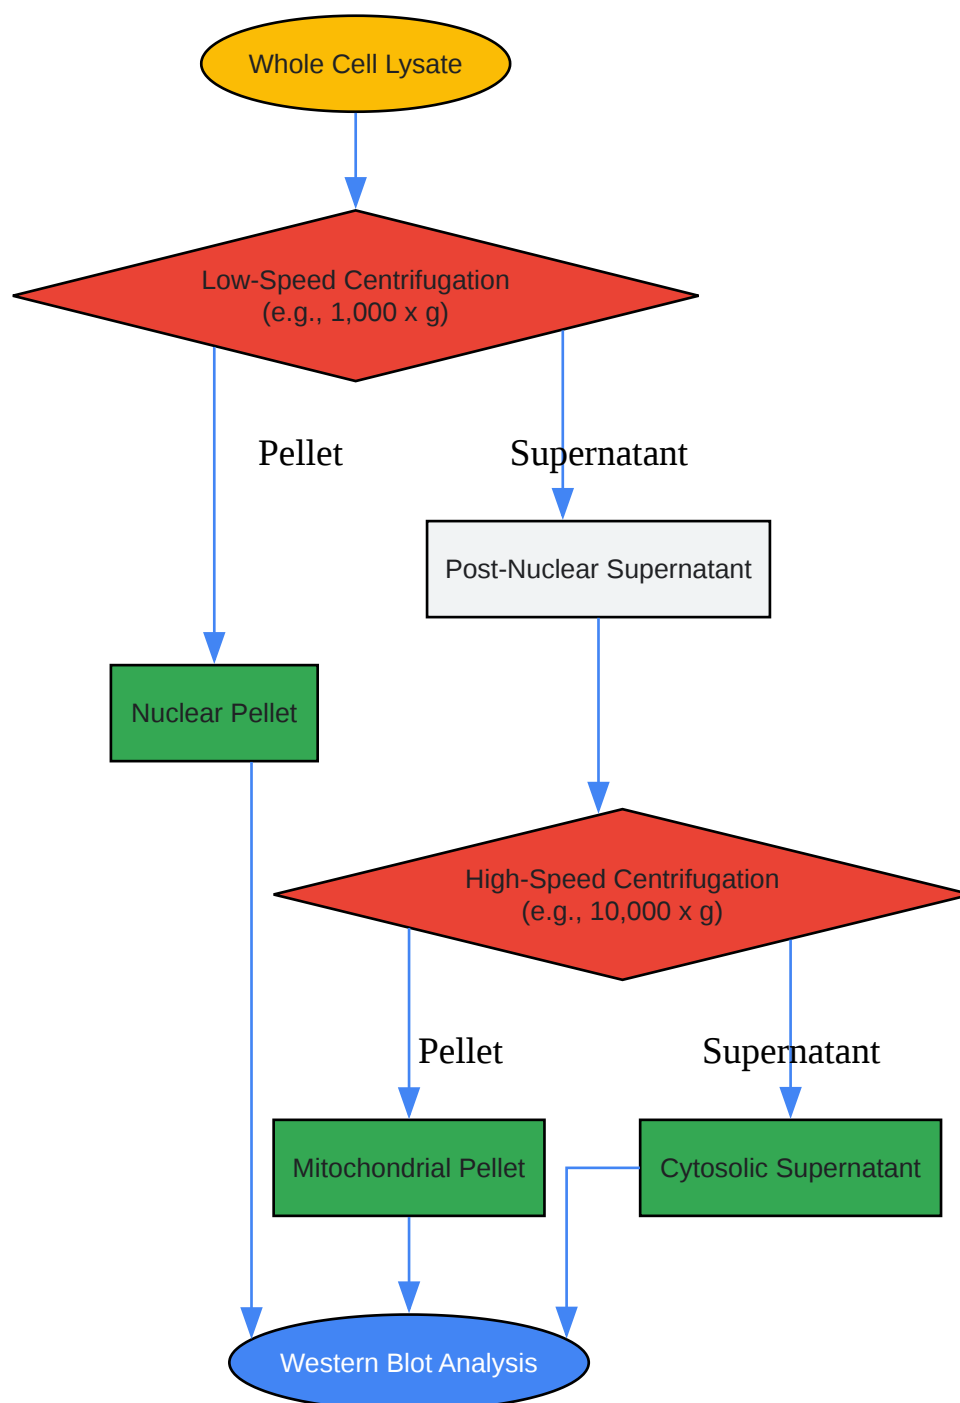 Whole Cell Lysate
Low-Speed Centrifugation
(e.g., 1,000 x g)
Pellet
Supernatant
Post-Nuclear Supernatant
Nuclear Pellet
High-Speed Centrifugation
(e.g., 10,000 x g)
Pellet
Supernatant
Mitochondrial Pellet
Cytosolic Supernatant
Western Blot Analysis